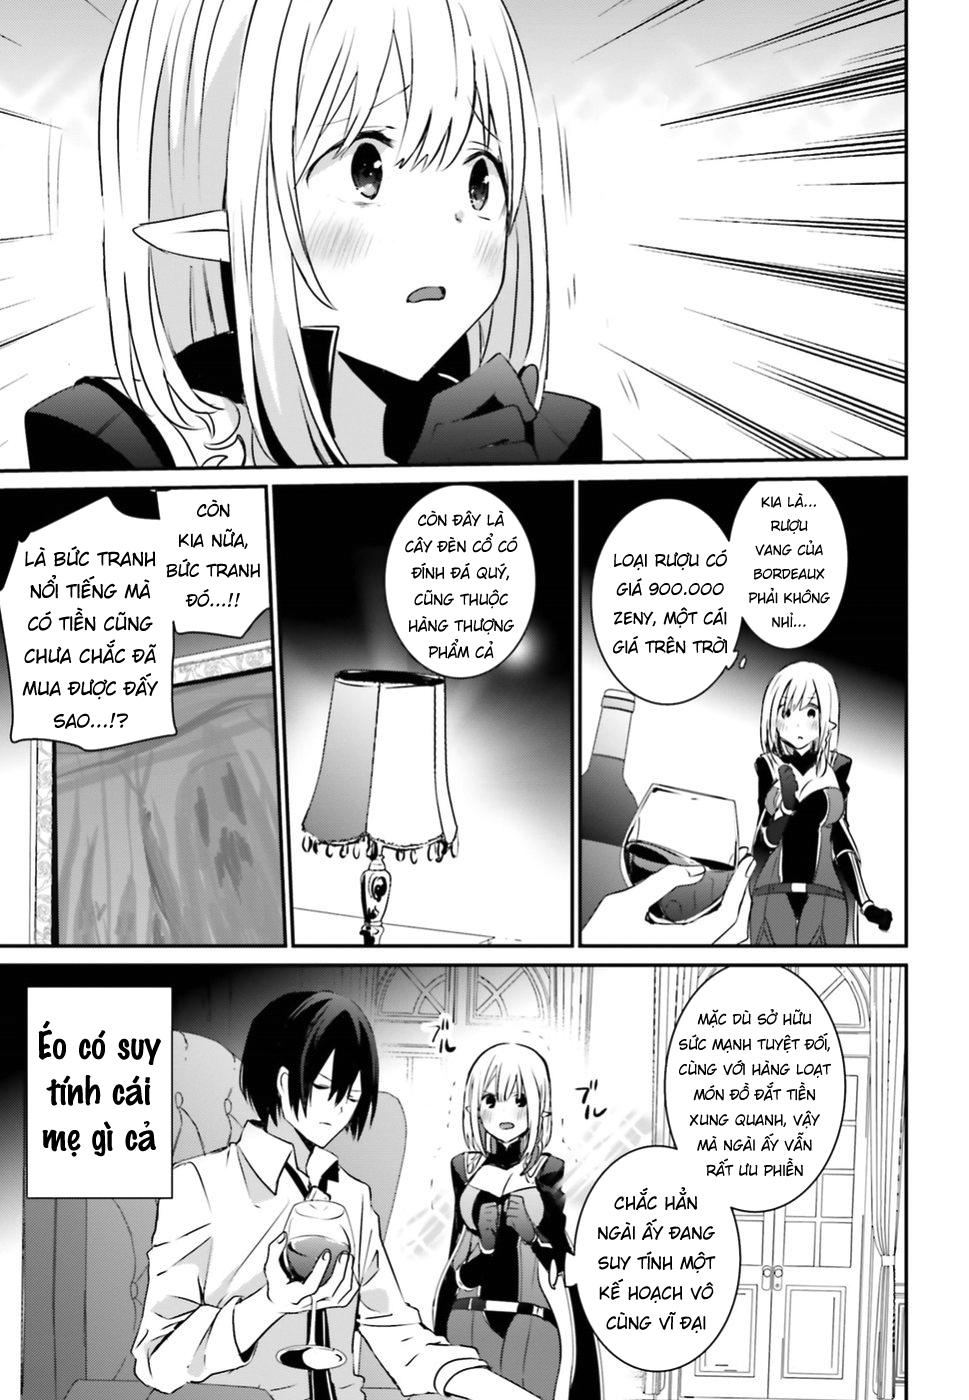 KIA LÀ...
RƯỢU
VANG CỦA
BORDEAUX
PHẢI KHÔNG
NHỈ...
LOẠI RƯỢU CÓ
GIÁ 900.000
ZENY, MỘT CÁI
GIÁ TRÊN TRỜI
CÒN ĐÂY LÀ
CÂY ĐÈN CỔ CÓ
ĐÍNH ĐÁ QUÝ,
CŨNG THUỘC
HÀNG THƯỢNG
PHẨM CẢ
CÒN
KIA NỮA,
BỨC TRANH
ĐÓ...!!
LÀ BỨC TRANH
NỔI TIẾNG MÀ
CÓ TIỀN CŨNG
CHƯA CHẮC ĐÃ
MUA ĐƯỢC ĐẤY
SAO...!?
MẶC DÙ SỞ HỮU
SỨC MẠNH TUYỆT ĐỐI,
CÙNG VỚI HÀNG LOẠT
MÓN ĐỒ ĐẮT TIỀN
XUNG QUANH, VẬY
MÀ NGÀI ẤY VẪN
RẤT ƯU PHIỀN
CHẮC HẲN
NGÀI ẤY ĐANG
SUY TÍNH MỘT
KẾ HOẠCH VÔ
CÙNG VĨ ĐẠI
Éo có suy
tính cái
mẹ gì cả